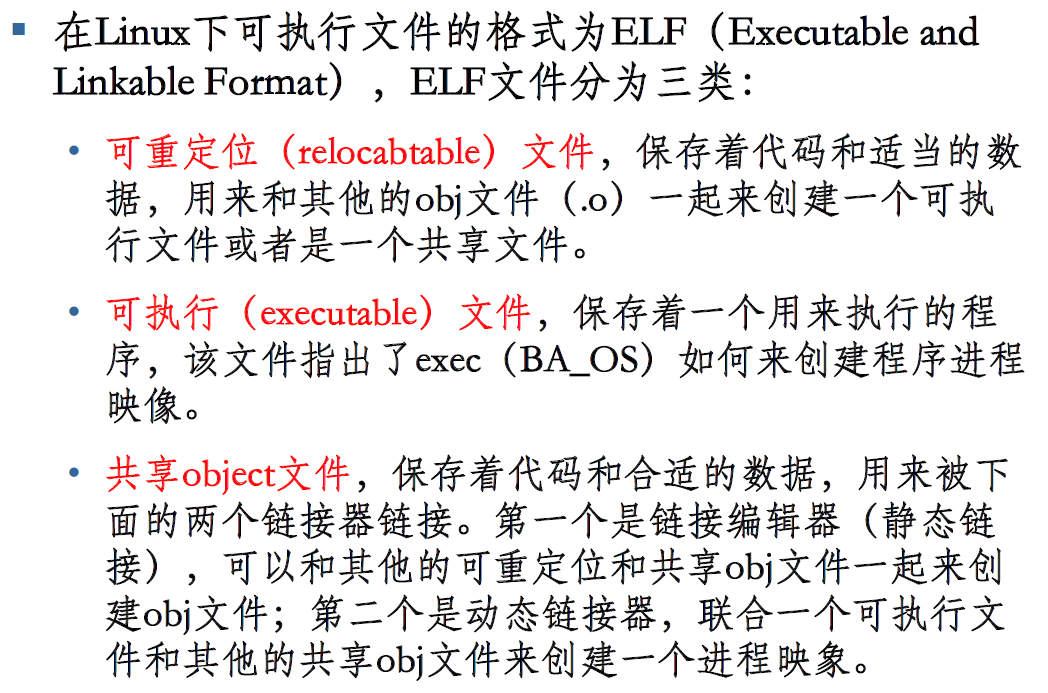 在Linux下可执行文件的格式为ELF（Executable and
Linkable Format），ELF文件分为三类：
可重定位（relocabtable）文件，保存着代码和适当的数
据，用来和其他的obj文件（.o）一起来创建一个可执
行文件或者是一个共享文件。
可执行（executable）文件，保存着一个用来执行的程
序，该文件指出了exec（BA_OS）如何来创建程序进程
映像。
共享object文件，保存着代码和合适的数据，用来被下
面的两个链接器链接。第一个是链接编辑器（静态链
接），可以和其他的可重定位和共享obj文件一起来创
建obj文件；第二个是动态链接器，联合一个可执行文
件和其他的共享obj文件来创建一个进程映象。